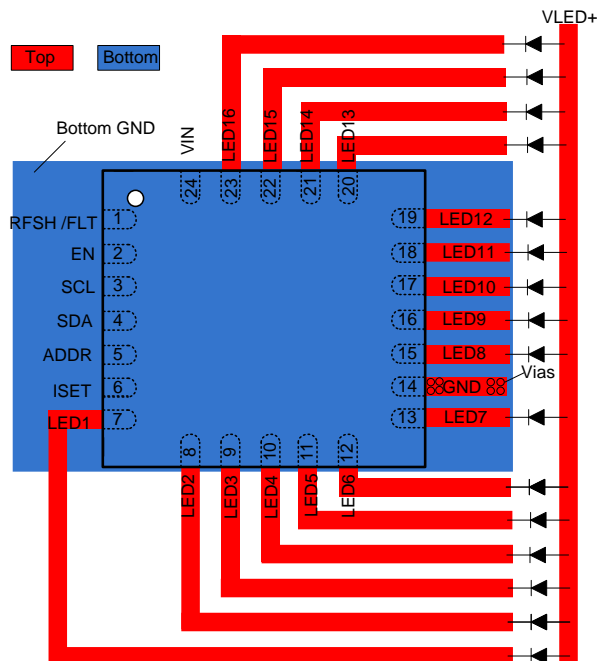 VLED+
Top
Bottom
Bottom GND
VIN
LED16
LED15
LED14
LED13
24
23
22
21
20
RFSH /FLT
1
19
LED12
EN
2
18
LED11
SCL
3
17
LED10
SDA
4
16
LED9
ADDR
5
15
LED8
Vias
ISET
6
14
GND
LED1
7
13
LED7
8
9
10
11
12
LED2
LED3
LED4
LED5
LED6